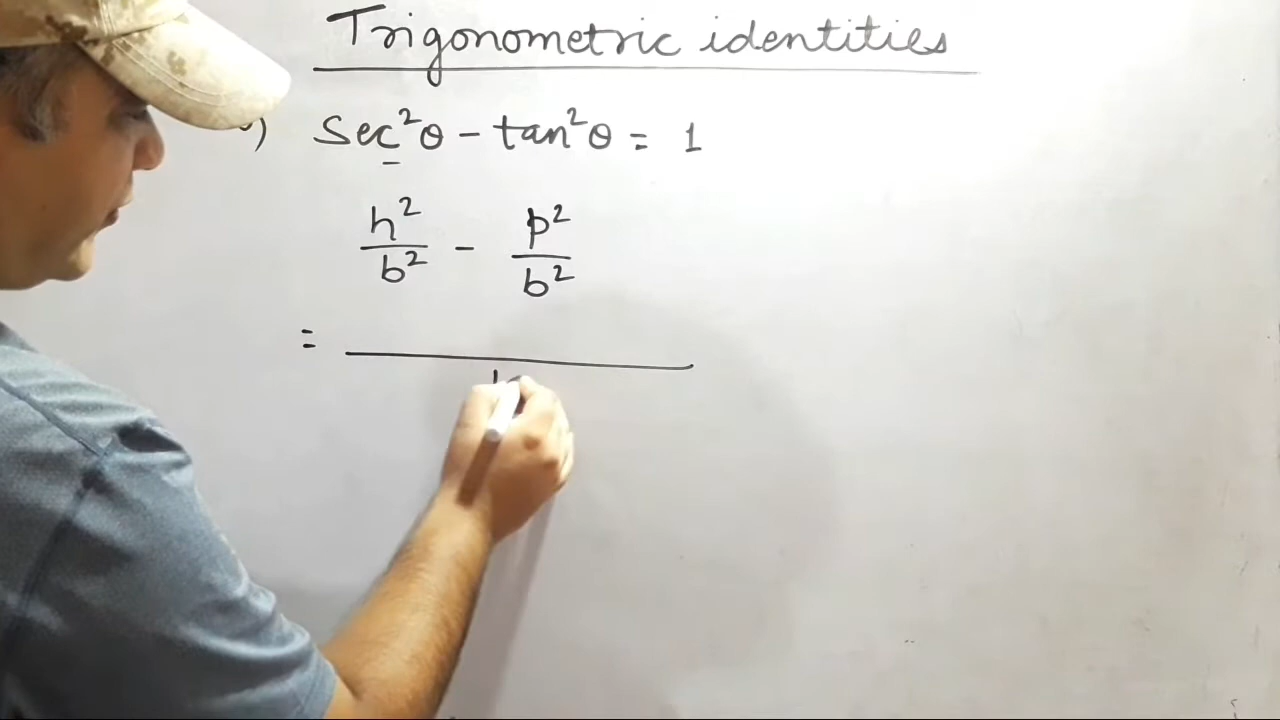 Trigonometric identities
) Sec²θ - tan²θ = 1
h²/b² - p²/b²
=